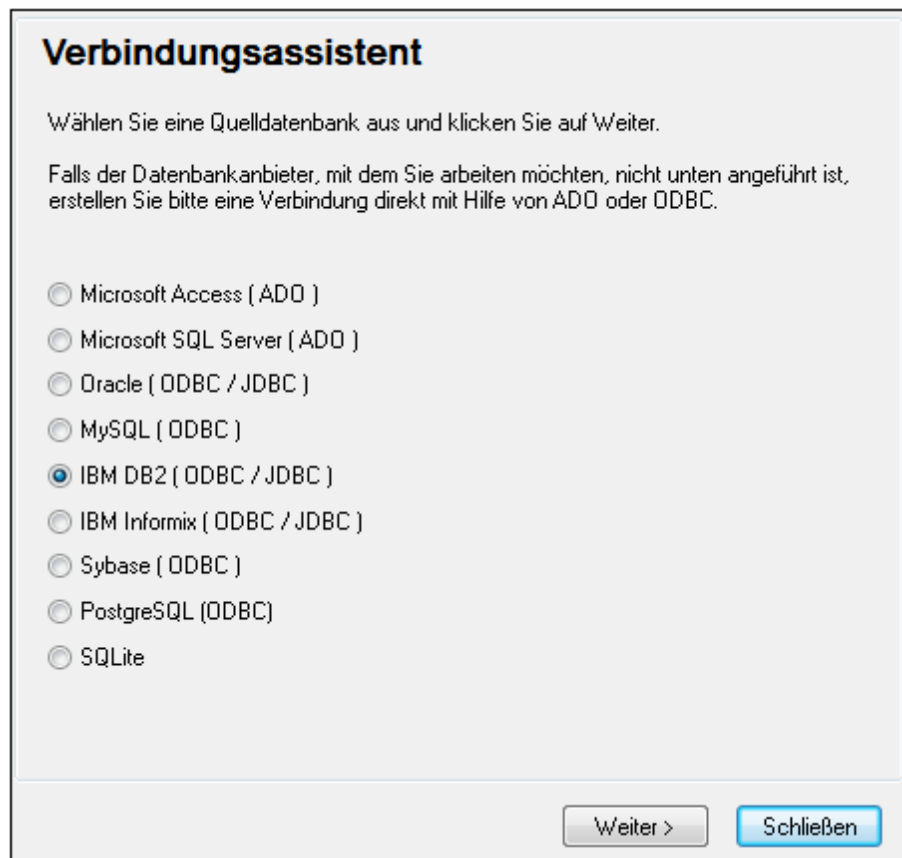 Verbindungsassistent
Wählen Sie eine Quelldatenbank aus und klicken Sie auf Weiter.
Falls der Datenbankanbieter, mit dem Sie arbeiten möchten, nicht unten angeführt ist,
erstellen Sie bitte eine Verbindung direkt mit Hilfe von ADO oder ODBC.
Microsoft Access ( ADO )
Microsoft SQL Server ( ADO )
Oracle ( ODBC / JDBC )
MySQL ( ODBC )
IBM DB2 ( ODBC / JDBC )
IBM Informix ( ODBC / JDBC )
Sybase ( ODBC )
PostgreSQL (ODBC)
SQLite
Weiter > Schließen